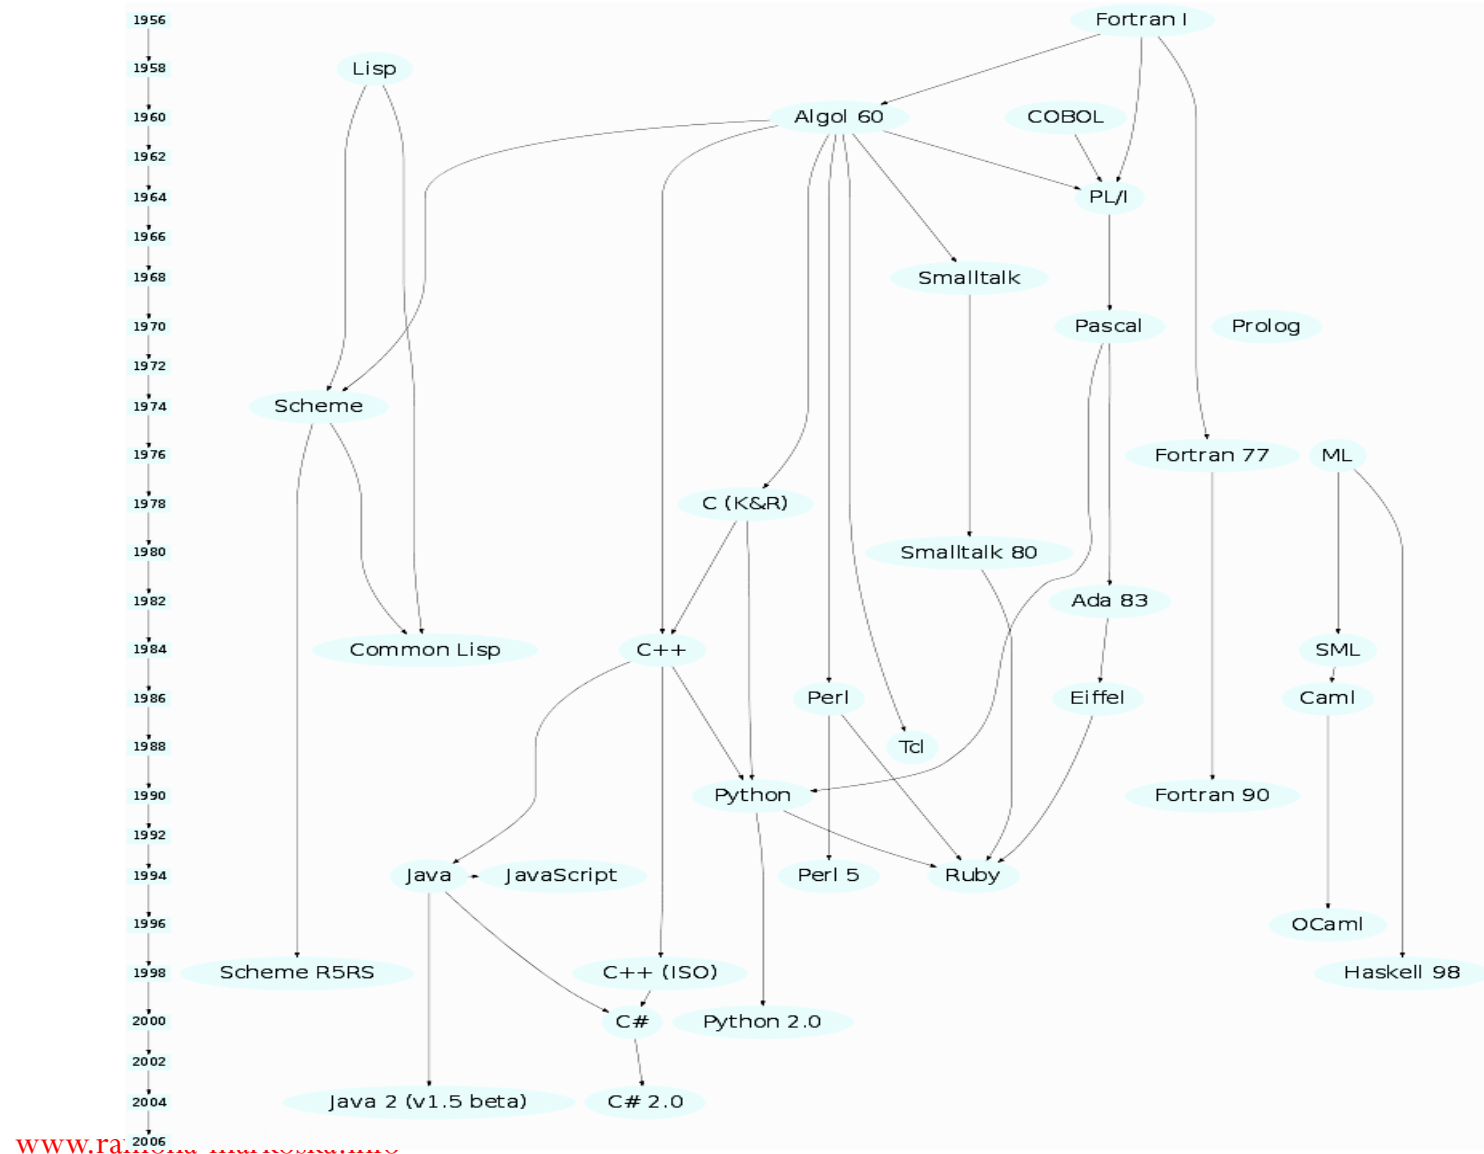 1956 Fortran I
1958 Lisp
1960 Algol 60 COBOL
1962
1964 PL/I
1966
1968 Smalltalk
1970 Pascal Prolog
1972
1974 Scheme
1976 Fortran 77 ML
1978 C (K&R)
1980 Smalltalk 80
1982 Ada 83
1984 Common Lisp C++ SML
1986 Perl Eiffel Caml
1988 Tcl
1990 Python Fortran 90
1992
1994 Java JavaScript Perl 5 Ruby
1996 OCaml
1998 Scheme R5RS C++ (ISO) Haskell 98
2000 C# Python 2.0
2002
2004 Java 2 (v1.5 beta) C# 2.0
2006